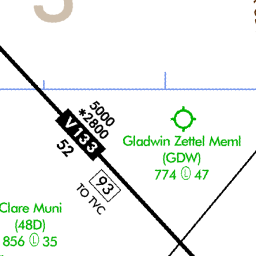 5000
*2800
V133
52
93
TO TVC
Gladwin Zettel Meml
(GDW)
774 Ⓛ 47
Clare Muni
(48D)
856 Ⓛ 35